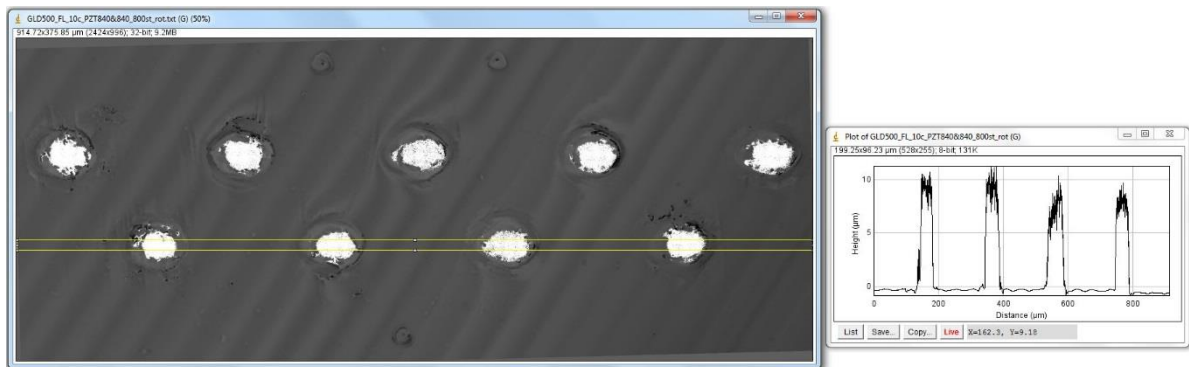 GLD500_FL_10c_PZT840&840_800st_rot.txt (G) (50%)
914.72x375.85 µm (2424x996); 32-bit; 9.2MB
Plot of GLD500_FL_10c_PZT840&840_800st_rot (G)
199.25x96.23 µm (528x255); 8-bit; 131K
10
5
0
Height (µm)
0 200 400 600 800
Distance (µm)
List Save... Copy... Live X=162.3, Y=9.18